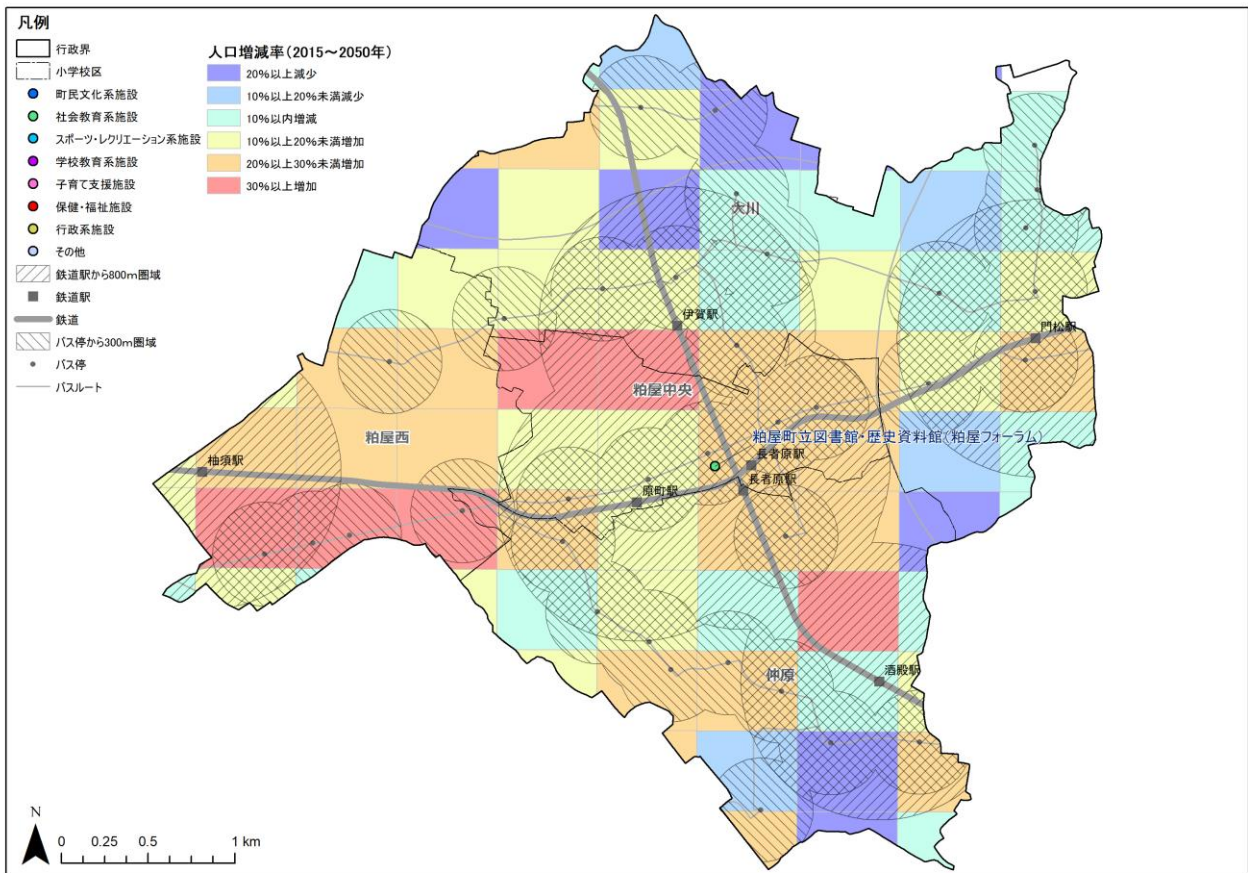 凡例
行政界
小学校区
町民文化系施設
社会教育系施設
スポーツ・レクリエーション系施設
学校教育系施設
子育て支援施設
保健・福祉施設
行政系施設
その他
鉄道駅から800m圏域
鉄道駅
鉄道
バス停から300m圏域
バス停
バスルート
人口増減率(2015～2050年)
20%以上減少
10%以上20%未満減少
10%以内増減
10%以上20%未満増加
20%以上30%未満増加
30%以上増加
大川
伊賀駅
門松駅
粕屋中央
粕屋西
粕屋町立図書館・歴史資料館(粕屋フォーラム)
長者原駅
柚須駅
長者原駅
原町駅
仲原
酒殿駅
N
0 0.25 0.5 1 km